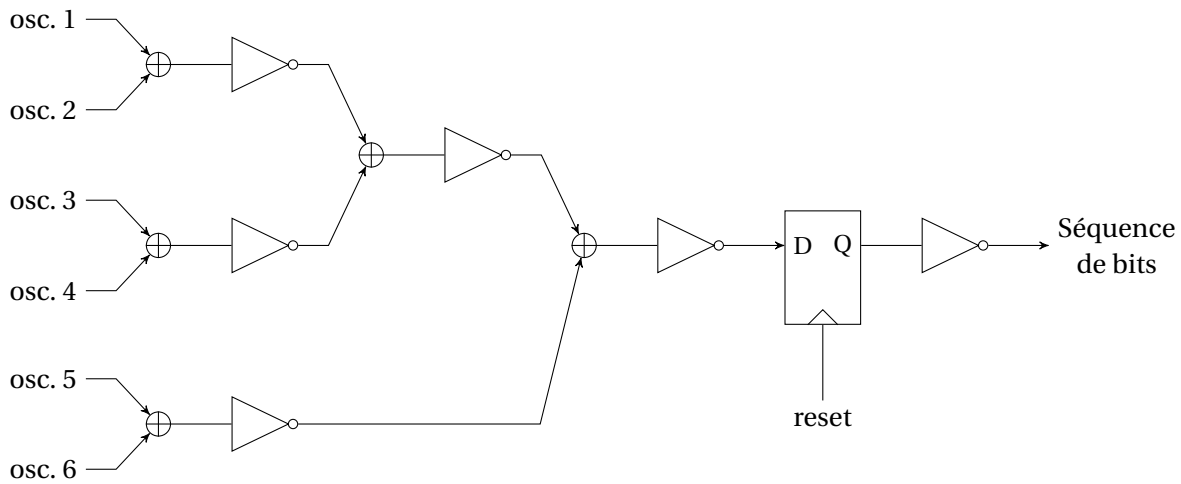 osc. 1
osc. 2
osc. 3
osc. 4
osc. 5
osc. 6
D Q
reset
Séquence
de bits